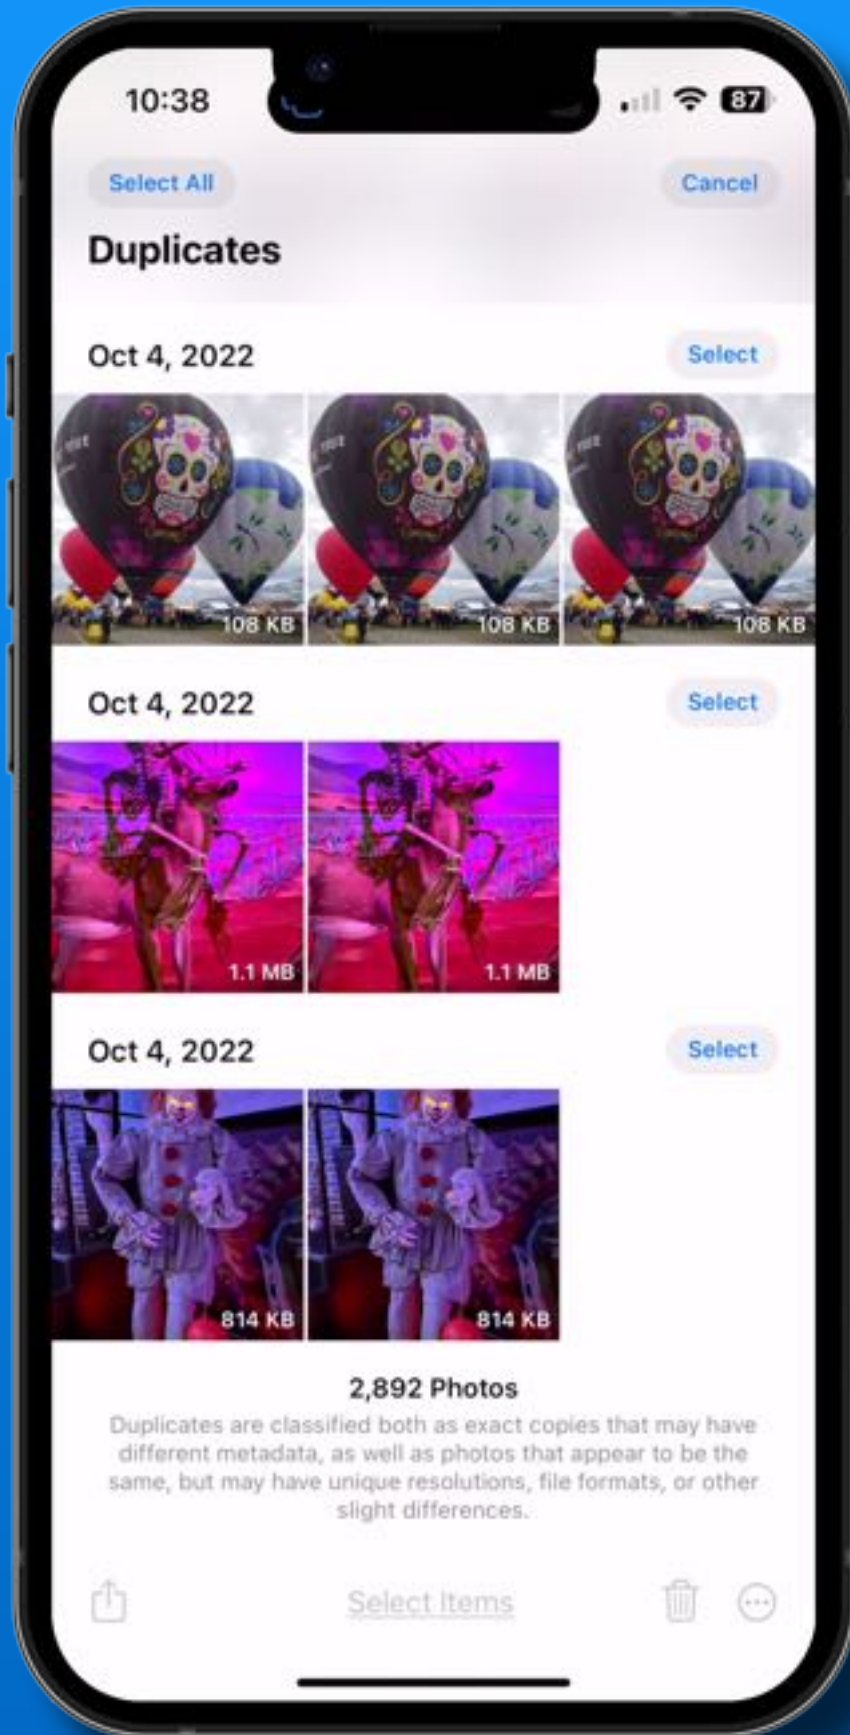 10:38
87
Select All
Cancel
Duplicates
Oct 4, 2022
Select
108 KB
108 KB
108 KB
Oct 4, 2022
Select
1.1 MB
1.1 MB
Oct 4, 2022
Select
814 KB
814 KB
2,892 Photos
Duplicates are classified both as exact copies that may have
different metadata, as well as photos that appear to be the
same, but may have unique resolutions, file formats, or other
slight differences.
Select Items